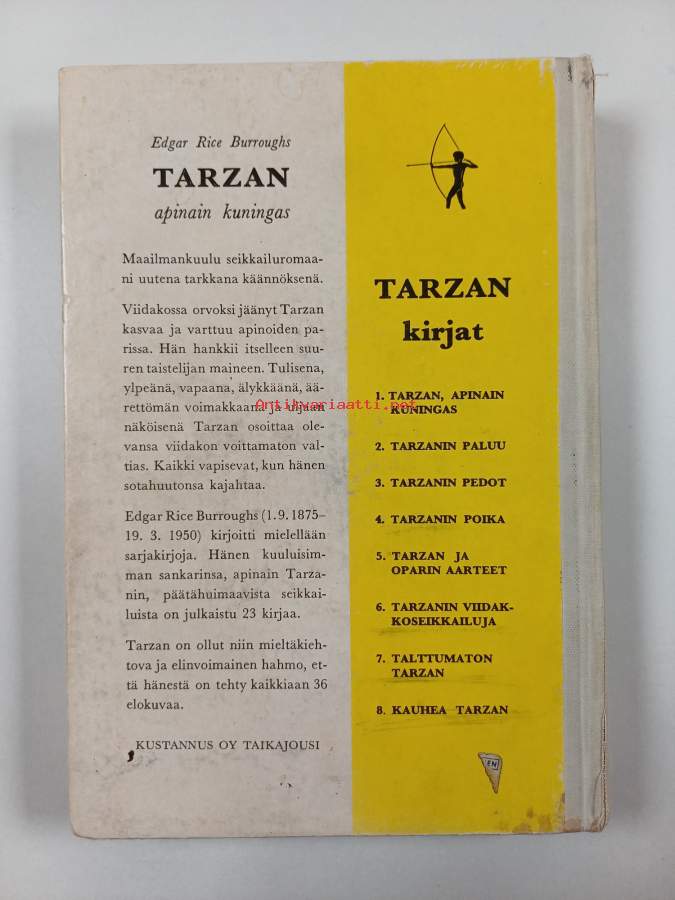 Edgar Rice Burroughs
TARZAN
apinain kuningas
Maailmankuulu seikkailuromaa-
ni uutena tarkkana käännöksenä.
Viidakossa orvoksi jäänyt Tarzan
kasvaa ja varttuu apinoiden pa-
rissa. Hän hankkii itselleen suu-
ren taistelijan maineen. Tulisena,
ylpeänä, vapaana, älykkäänä, ää-
rettömän voimakkaana ja uljaan
näköisenä Tarzan osoittaa ole-
vansa viidakon voittamaton val-
tias. Kaikki vapisevat, kun hänen
sotahuutonsa kajahtaa.
Edgar Rice Burroughs (1.9.1875–
19. 3. 1950) kirjoitti mielellään
sarjakirjoja. Hänen kuuluisim-
man sankarinsa, apinain Tarza-
nin, päätähuimaavista seikkai-
luista on julkaistu 23 kirjaa.
Tarzan on ollut niin mieltäkieh-
tova ja elinvoimainen hahmo, et-
tä hänestä on tehty kaikkiaan 36
elokuvaa.
KUSTANNUS OY TAIKAJOUSI
TARZAN
kirjat
1. TARZAN, APINAIN
KUNINGAS
2. TARZANIN PALUU
3. TARZANIN PEDOT
4. TARZANIN POIKA
5. TARZAN JA
OPARIN AARTEET
6. TARZANIN VIIDAK-
KOSEIKKAILUJA
7. TALTTUMATON
TARZAN
8. KAUHEA TARZAN
EN
Antikvariaatti.net